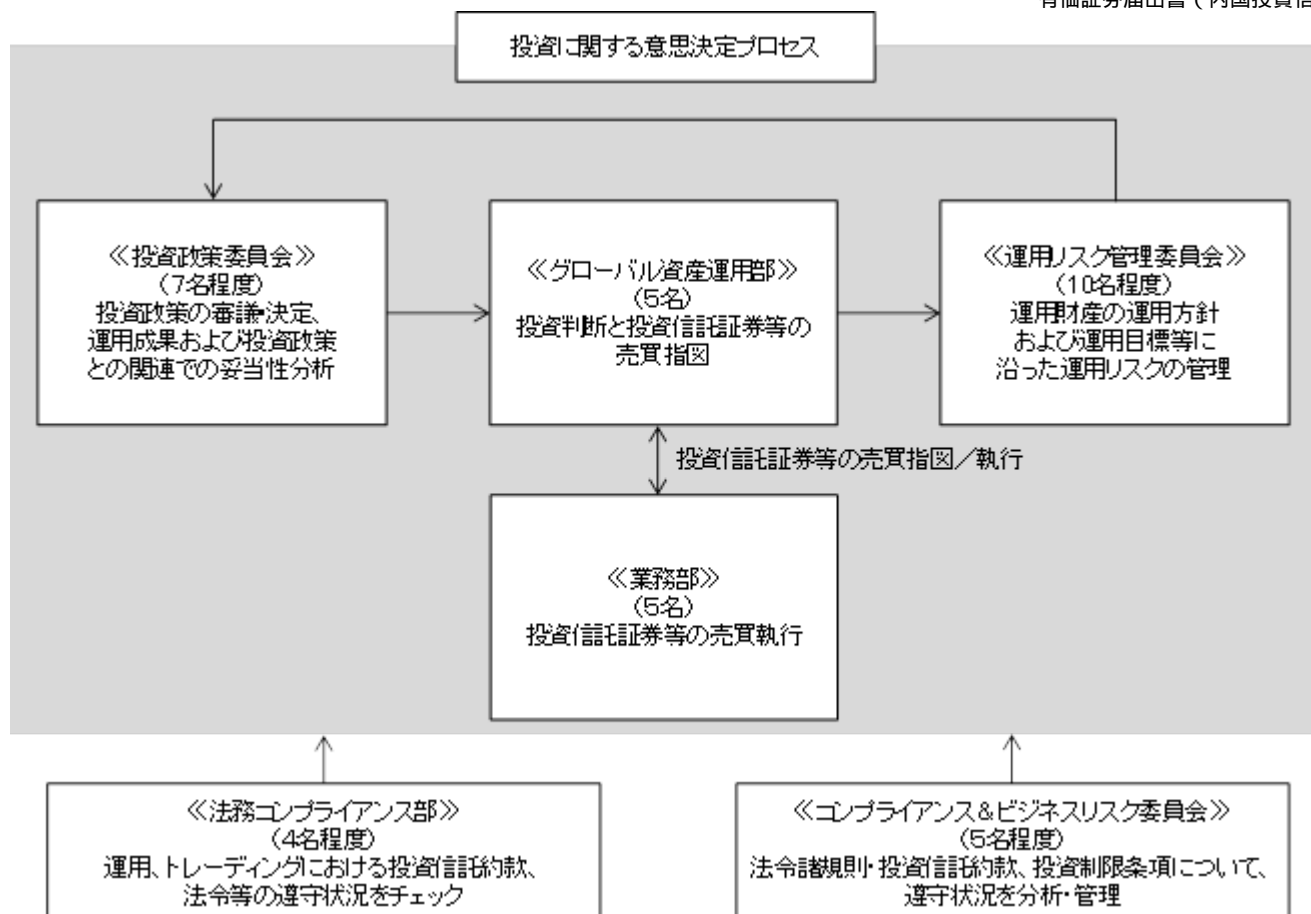 有価証券届出書（内国投資信
投資に関する意思決定プロセス
≪投資政策委員会≫
(7名程度)
投資政策の審議・決定、
運用成果および投資政策
との関連での妥当性分析
≪グローバル資産運用部≫
(5名)
投資判断と投資信託証券等の
売買指図
≪運用リスク管理委員会≫
(10名程度)
運用財産の運用方針
および運用目標等に
沿った運用リスクの管理
投資信託証券等の売買指図／執行
≪業務部≫
(5名)
投資信託証券等の売買執行
≪法務コンプライアンス部≫
(4名程度)
運用、トレーディングにおける投資信託約款、
法令等の遵守状況をチェック
≪コンプライアンス＆ビジネスリスク委員会≫
(5名程度)
法令諸規則・投資信託約款、投資制限条項について、
遵守状況を分析・管理